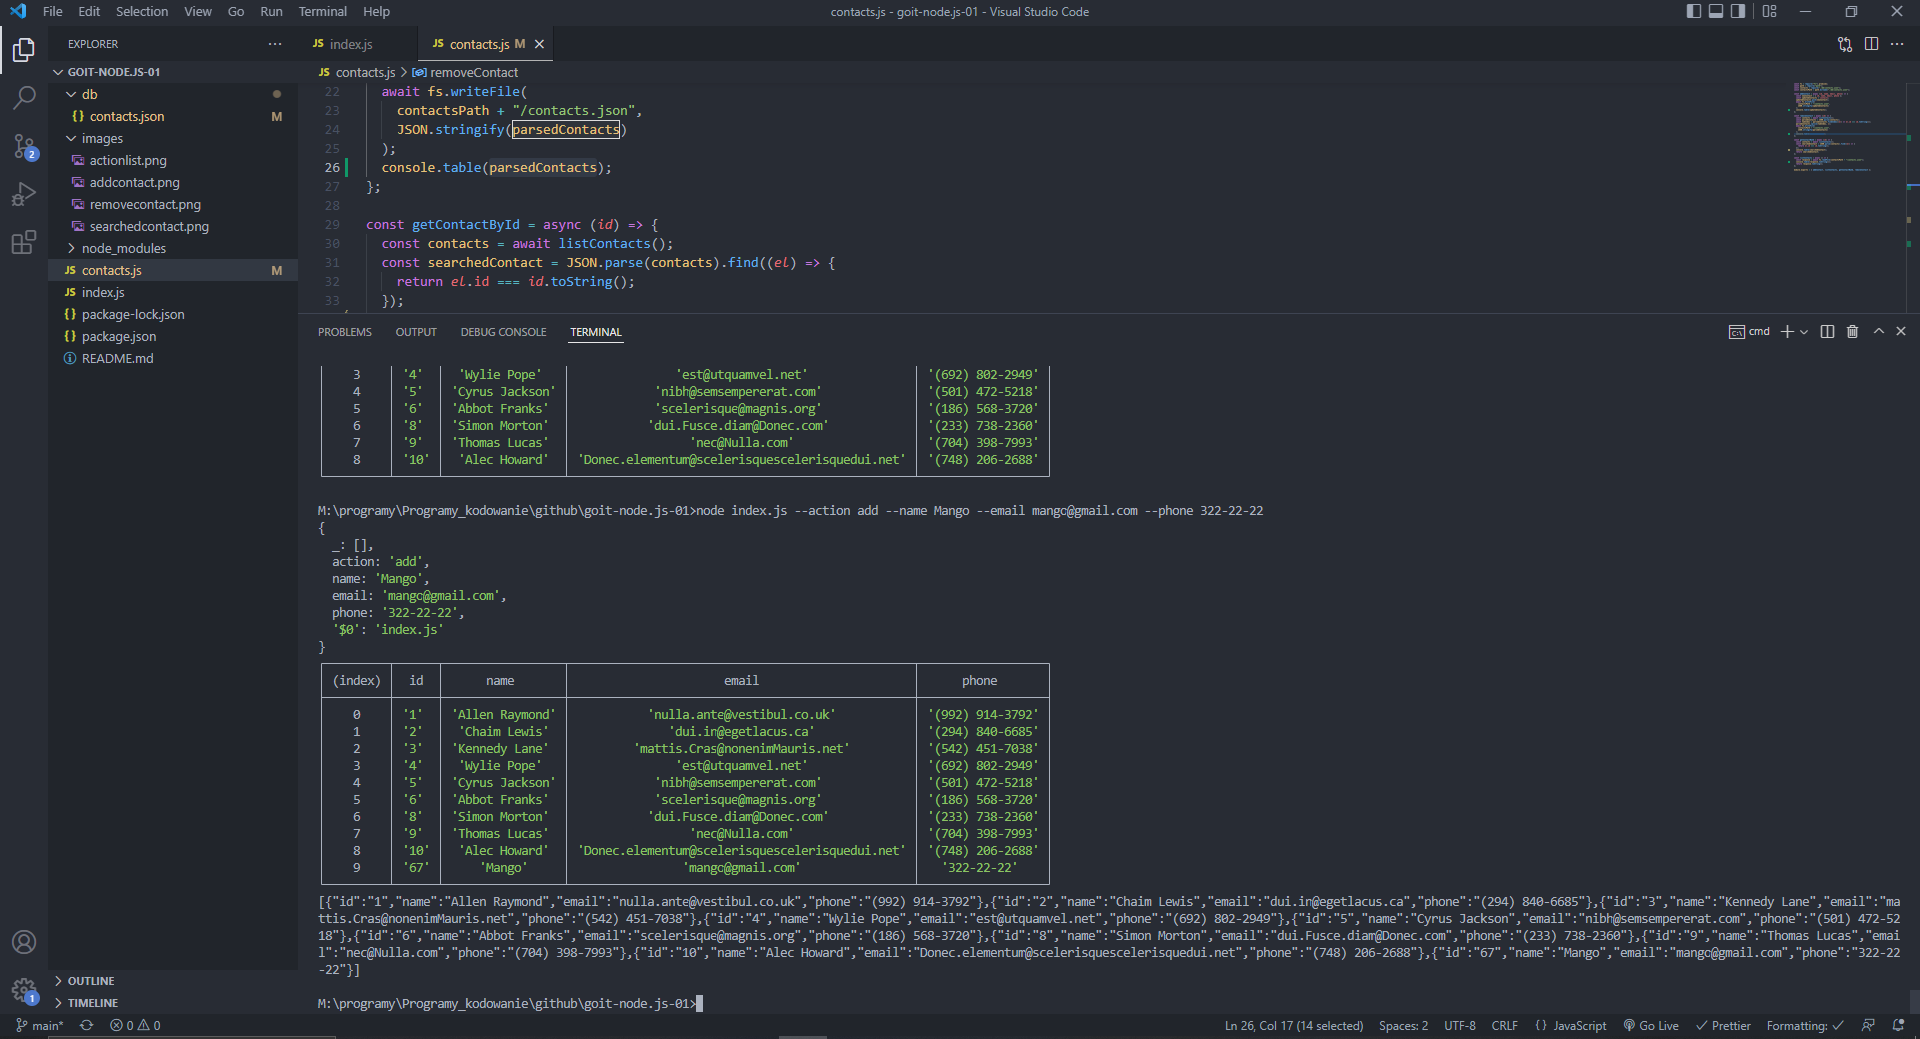 File Edit Selection View Go Run Terminal Help
contacts.js - goit-node.js-01 - Visual Studio Code
EXPLORER
GOIT-NODE.JS-01
db
contacts.json M
images
actionlist.png
addcontact.png
removecontact.png
searchedcontact.png
node_modules
JS contacts.js M
JS index.js
{} package-lock.json
{} package.json
README.md
OUTLINE
TIMELINE
2
1
JS index.js
JS contacts.js M
JS contacts.js > removeContact
22 await fs.writeFile(
23 contactsPath + "/contacts.json",
24 JSON.stringify(parsedContacts)
25 );
26 console.table(parsedContacts);
27 };
28
29 const getContactById = async (id) => {
30 const contacts = await listContacts();
31 const searchedContact = JSON.parse(contacts).find((el) => {
32 return el.id === id.toString();
33 });
PROBLEMS OUTPUT DEBUG CONSOLE TERMINAL
cmd
3 '4' 'Wylie Pope' 'est@utquamvel.net' '(692) 802-2949'
4 '5' 'Cyrus Jackson' 'nibh@semsempererat.com' '(501) 472-5218'
5 '6' 'Abbot Franks' 'scelerisque@magnis.org' '(186) 568-3720'
6 '8' 'Simon Morton' 'dui.Fusce.diam@Donec.com' '(233) 738-2360'
7 '9' 'Thomas Lucas' 'nec@Nulla.com' '(704) 398-7993'
8 '10' 'Alec Howard' 'Donec.elementum@scelerisquescelerisquedui.net' '(748) 206-2688'
M:\programy\Programy_kodowanie\github\goit-node.js-01>node index.js --action add --name Mango --email mango@gmail.com --phone 322-22-22
{
_: [],
action: 'add',
name: 'Mango',
email: 'mango@gmail.com',
phone: '322-22-22',
'$0': 'index.js'
}
(index) id name email phone
0 '1' 'Allen Raymond' 'nulla.ante@vestibul.co.uk' '(992) 914-3792'
1 '2' 'Chaim Lewis' 'dui.in@egetlacus.ca' '(294) 840-6685'
2 '3' 'Kennedy Lane' 'mattis.Cras@nonenimMauris.net' '(542) 451-7038'
3 '4' 'Wylie Pope' 'est@utquamvel.net' '(692) 802-2949'
4 '5' 'Cyrus Jackson' 'nibh@semsempererat.com' '(501) 472-5218'
5 '6' 'Abbot Franks' 'scelerisque@magnis.org' '(186) 568-3720'
6 '8' 'Simon Morton' 'dui.Fusce.diam@Donec.com' '(233) 738-2360'
7 '9' 'Thomas Lucas' 'nec@Nulla.com' '(704) 398-7993'
8 '10' 'Alec Howard' 'Donec.elementum@scelerisquescelerisquedui.net' '(748) 206-2688'
9 '67' 'Mango' 'mango@gmail.com' '322-22-22'
[{"id":"1","name":"Allen Raymond","email":"nulla.ante@vestibul.co.uk","phone":"(992) 914-3792"},{"id":"2","name":"Chaim Lewis","email":"dui.in@egetlacus.ca","phone":"(294) 840-6685"},{"id":"3","name":"Kennedy Lane","email":"ma
ttis.Cras@nonenimMauris.net","phone":"(542) 451-7038"},{"id":"4","name":"Wylie Pope","email":"est@utquamvel.net","phone":"(692) 802-2949"},{"id":"5","name":"Cyrus Jackson","email":"nibh@semsempererat.com","phone":"(501) 472-52
18"},{"id":"6","name":"Abbot Franks","email":"scelerisque@magnis.org","phone":"(186) 568-3720"},{"id":"8","name":"Simon Morton","email":"dui.Fusce.diam@Donec.com","phone":"(233) 738-2360"},{"id":"9","name":"Thomas Lucas","emai
l":"nec@Nulla.com","phone":"(704) 398-7993"},{"id":"10","name":"Alec Howard","email":"Donec.elementum@scelerisquescelerisquedui.net","phone":"(748) 206-2688"},{"id":"67","name":"Mango","email":"mango@gmail.com","phone":"322-22
-22"}]
M:\programy\Programy_kodowanie\github\goit-node.js-01>
main* 0 0
Ln 26, Col 17 (14 selected) Spaces: 2 UTF-8 CRLF {} JavaScript Go Live Prettier Formatting: